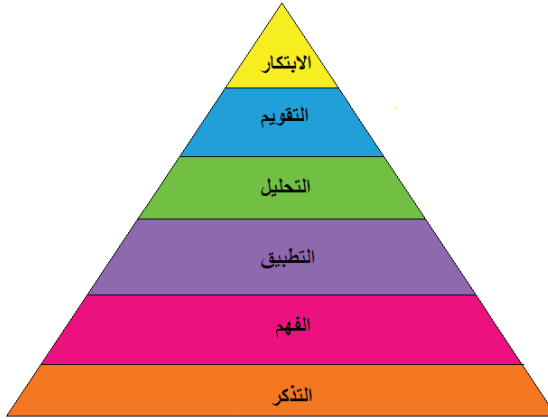 الابتكار
التقويم
التحليل
التطبيق
الفهم
التذكر